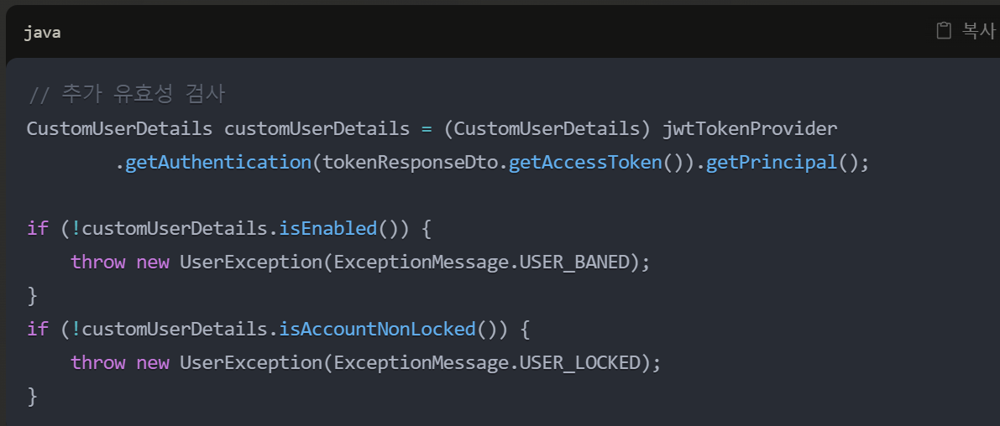 java
복사
// 추가 유효성 검사
CustomUserDetails customUserDetails = (CustomUserDetails) jwtTokenProvider
.getAuthentication(tokenResponseDto.getAccessToken()).getPrincipal();
if (!customUserDetails.isEnabled()) {
throw new UserException(ExceptionMessage.USER_BANED);
}
if (!customUserDetails.isAccountNonLocked()) {
throw new UserException(ExceptionMessage.USER_LOCKED);
}